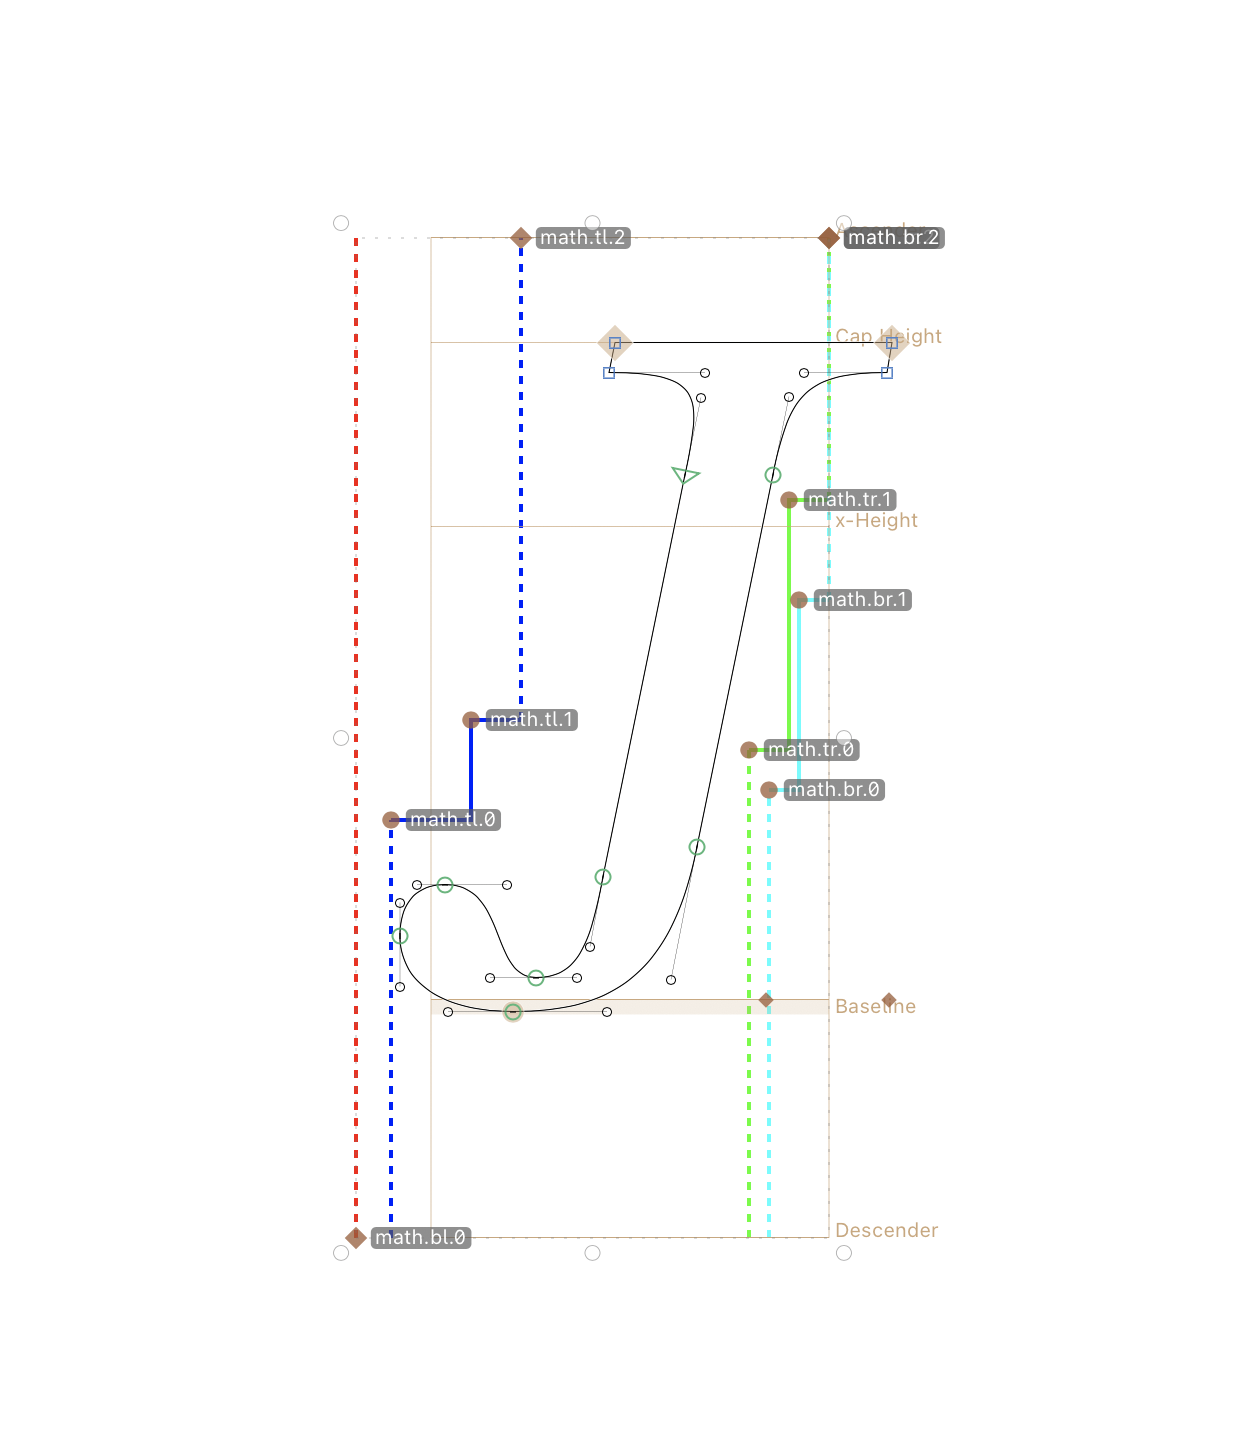 Ascender
math.tl.2
math.br.2
Cap Height
math.tr.1
x-Height
math.br.1
math.tl.1
math.tr.0
math.br.0
math.tl.0
Baseline
Descender
math.bl.0